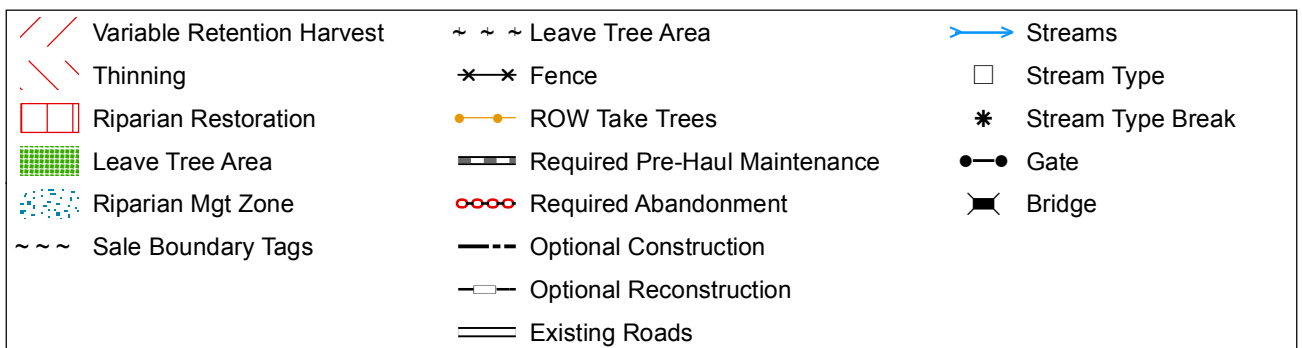 Variable Retention Harvest
Thinning
Riparian Restoration
Leave Tree Area
Riparian Mgt Zone
Sale Boundary Tags
Leave Tree Area
Fence
ROW Take Trees
Required Pre-Haul Maintenance
Required Abandonment
Optional Construction
Optional Reconstruction
Existing Roads
Streams
Stream Type
Stream Type Break
Gate
Bridge